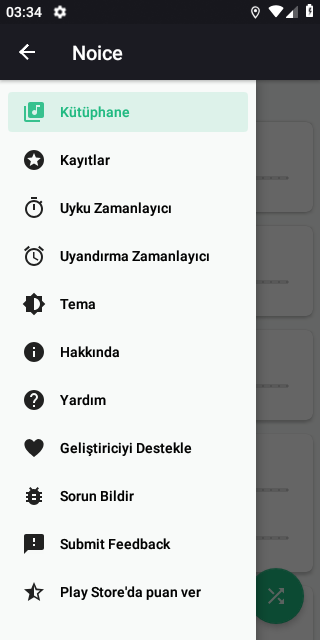 03:34
Noice
Kütüphane
Kayıtlar
Uyku Zamanlayıcı
Uyandırma Zamanlayıcı
Tema
Hakkında
Yardım
Geliştiriciyi Destekle
Sorun Bildir
Submit Feedback
Play Store'da puan ver